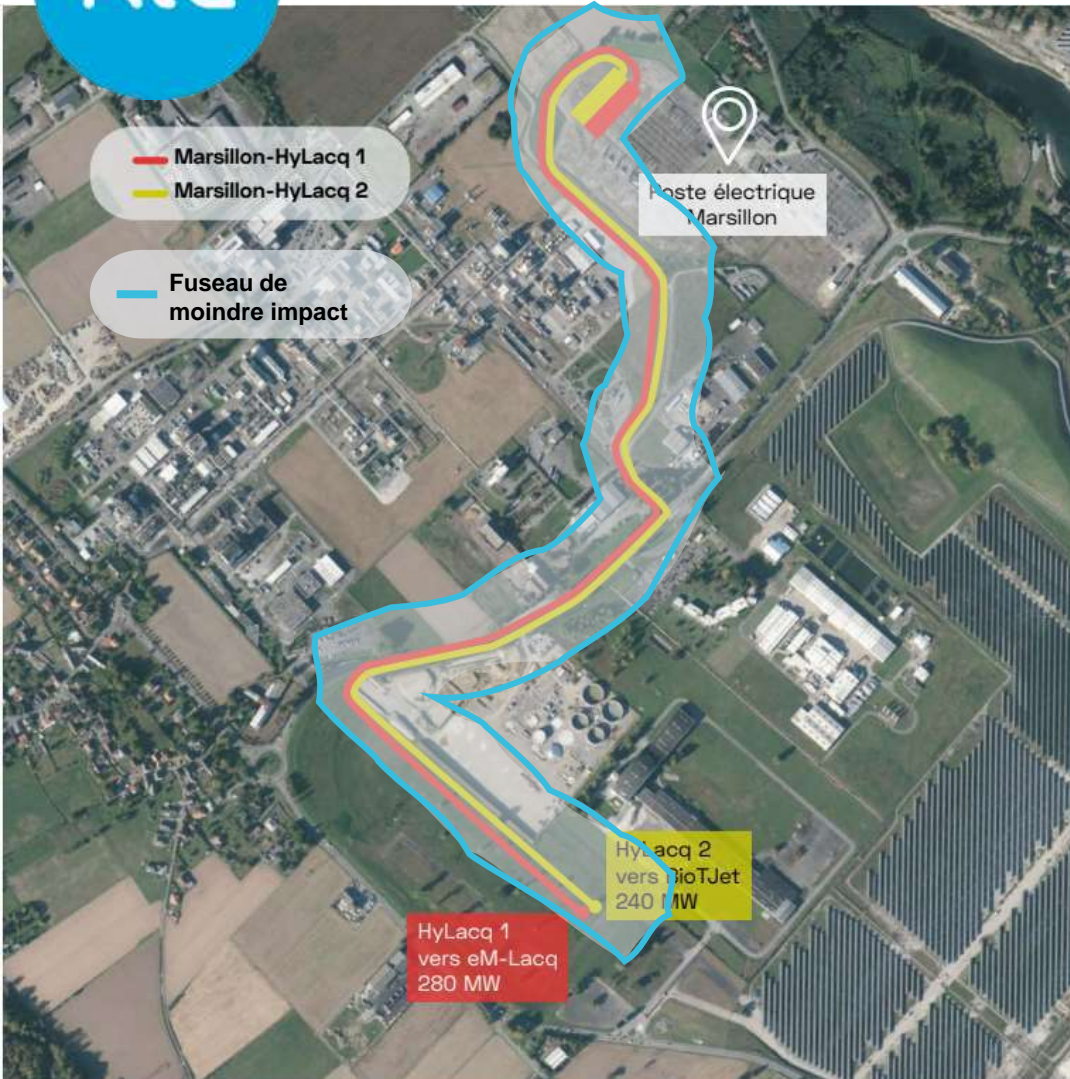 Marsillon-HyLacq 1
Marsillon-HyLacq 2
Poste électrique
Marsillon
Fuseau de
moindre impact
HyLacq 2
vers BioTJet
240 MW
HyLacq 1
vers eM-Lacq
280 MW